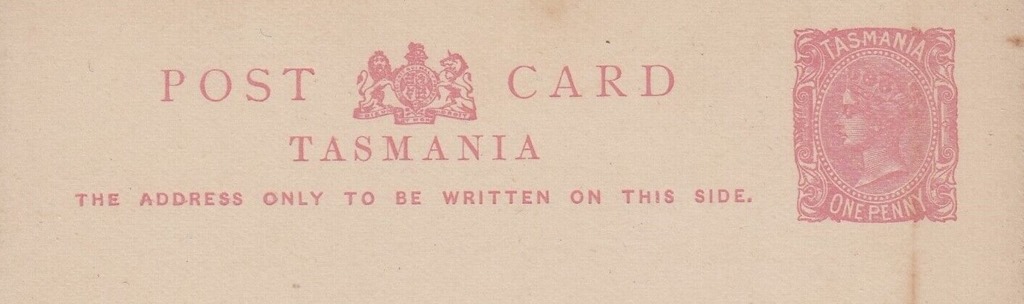 POST CARD
TASMANIA
THE ADDRESS ONLY TO BE WRITTEN ON THIS SIDE.
TASMANIA
ONE PENNY